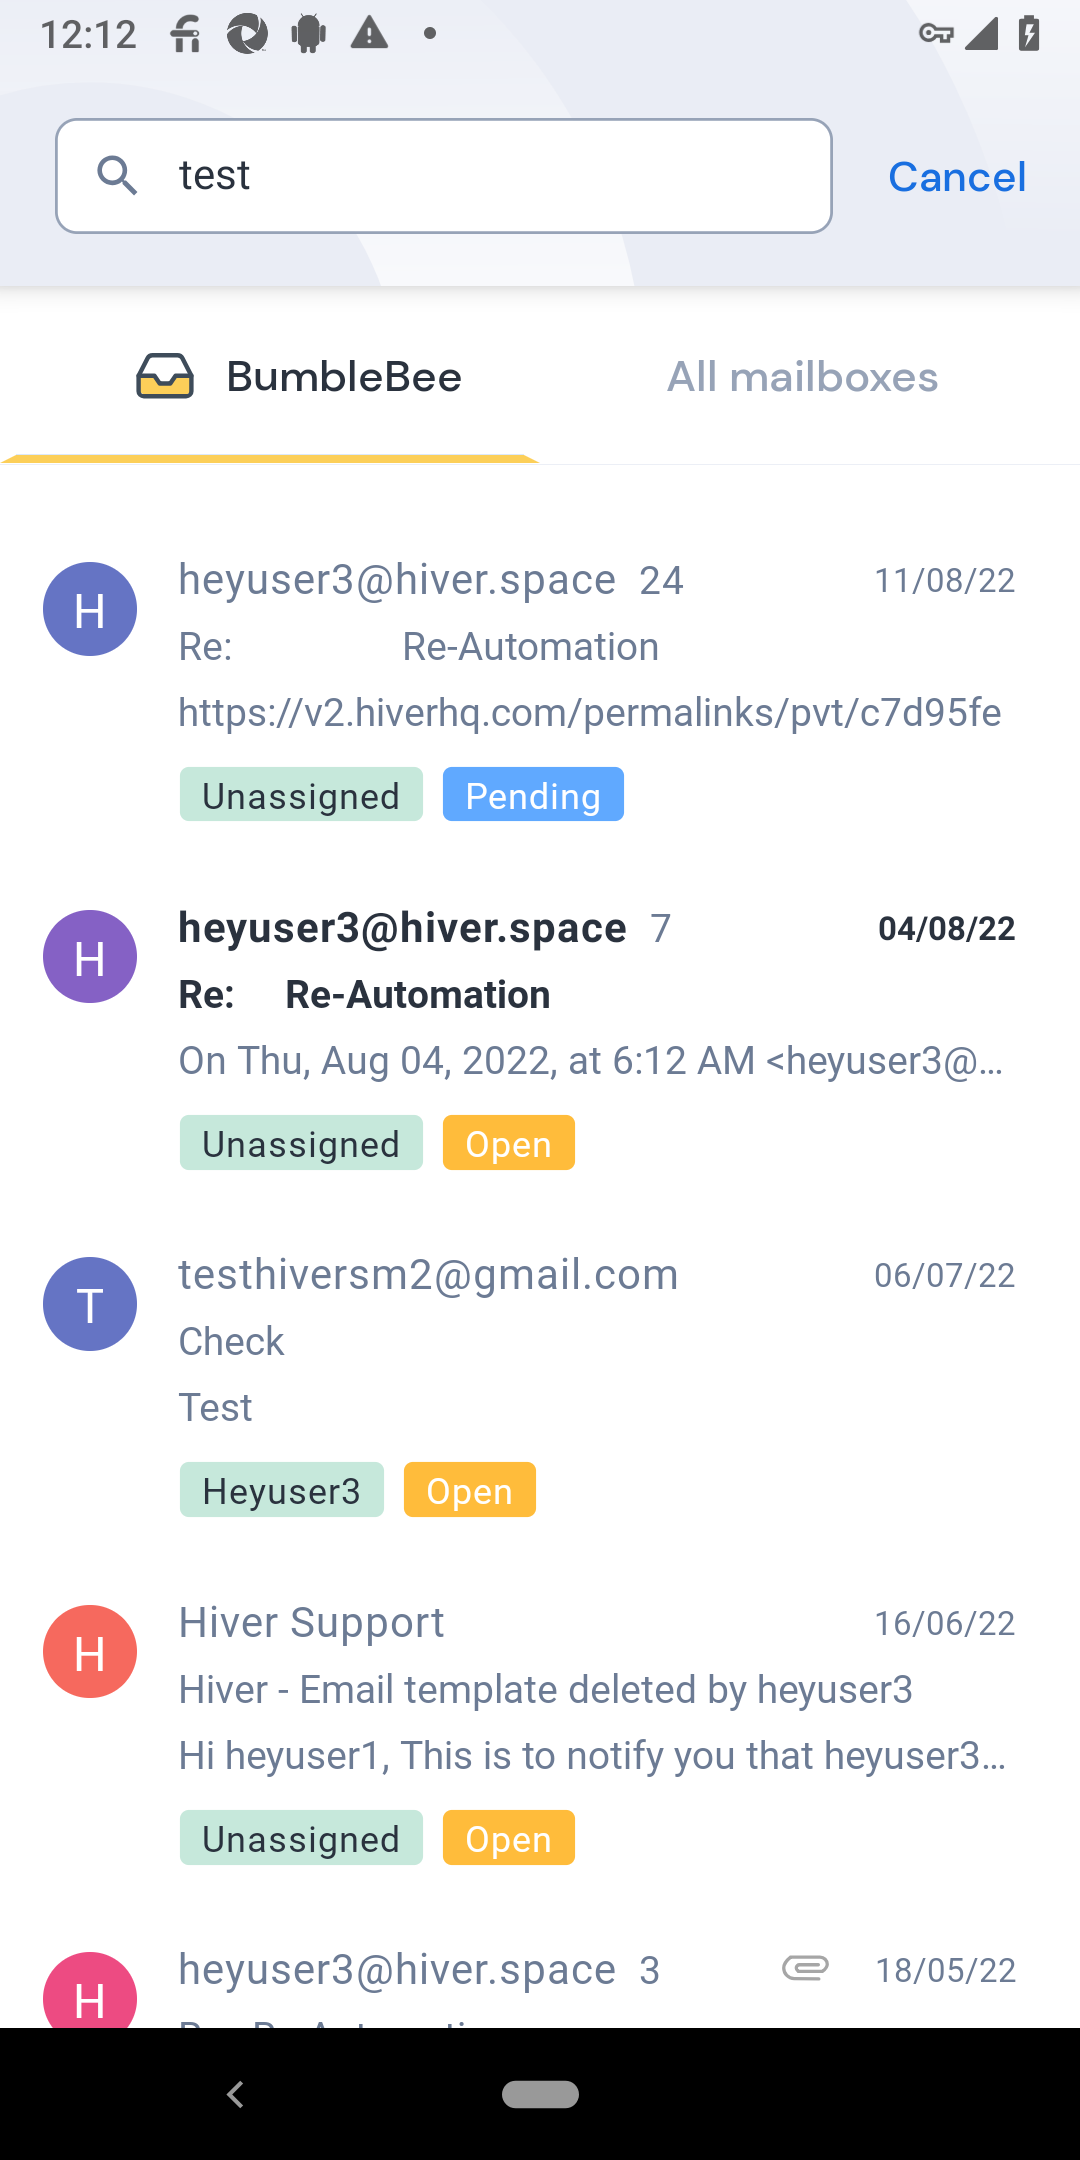 12:12
test
Cancel
BumbleBee
All mailboxes
H
heyuser3@hiver.space 24
11/08/22
Re: Re-Automation
https://v2.hiverhq.com/permalinks/pvt/c7d95fe
Unassigned Pending
H
heyuser3@hiver.space 7
04/08/22
Re: Re-Automation
On Thu, Aug 04, 2022, at 6:12 AM <heyuser3@...
Unassigned Open
T
testhiversm2@gmail.com
06/07/22
Check
Test
Heyuser3 Open
H
Hiver Support
16/06/22
Hiver - Email template deleted by heyuser3
Hi heyuser1, This is to notify you that heyuser3...
Unassigned Open
H
heyuser3@hiver.space 3
18/05/22